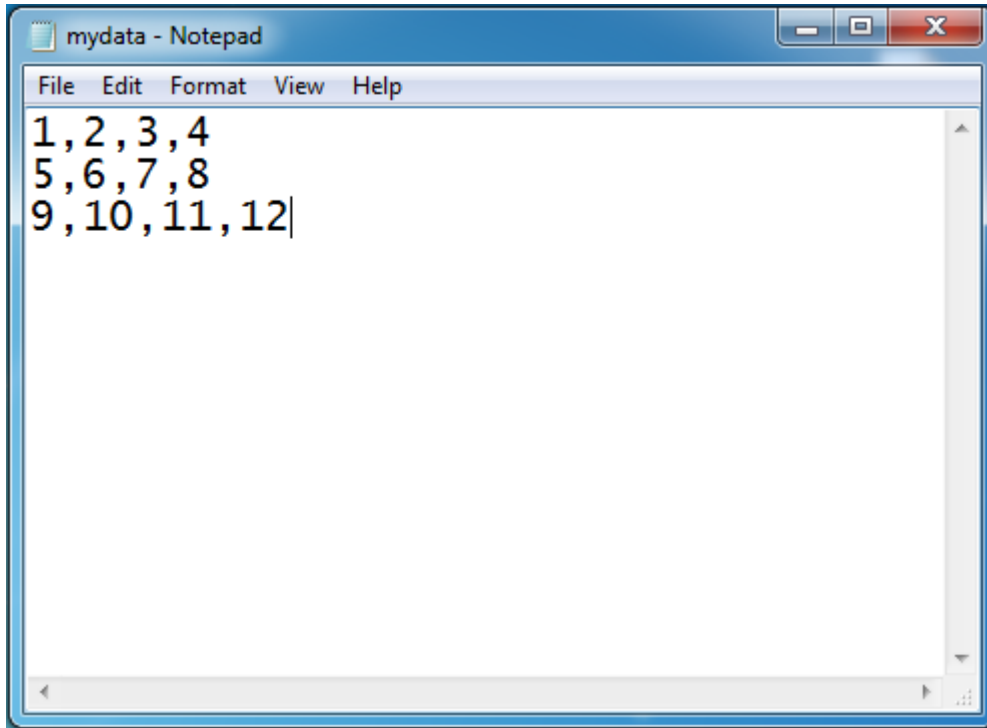 mydata - Notepad
File Edit Format View Help
1,2,3,4
5,6,7,8
9,10,11,12